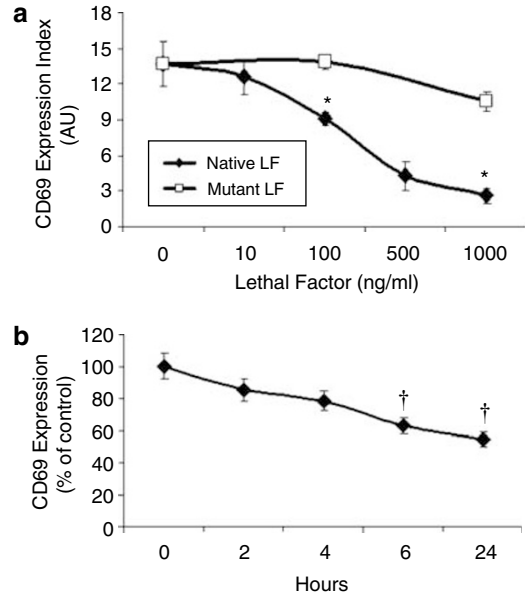 a
CD69 Expression Index
(AU)
18
15
12
9
6
3
0
*
*
Native LF
Mutant LF
0 10 100 500 1000
Lethal Factor (ng/ml)
b
CD69 Expression
(% of control)
120
100
80
60
40
20
0
†
†
0 2 4 6 24
Hours